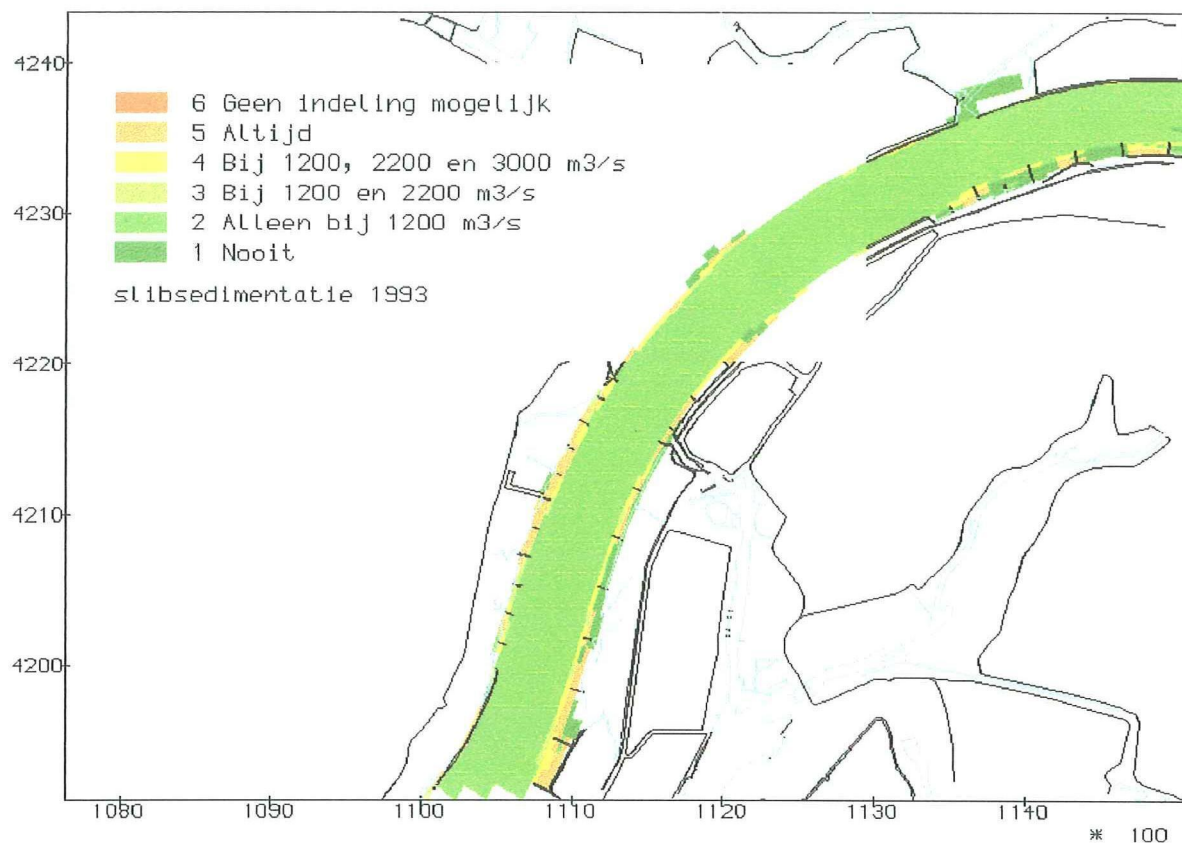 4240
4230
4220
4210
4200
6 Geen indeling mogelijk
5 Altijd
4 Bij 1200, 2200 en 3000 m3/s
3 Bij 1200 en 2200 m3/s
2 Alleen bij 1200 m3/s
1 Nooit
slibsedimentatie 1993
1080 1090 1100 1110 1120 1130 1140
* 100